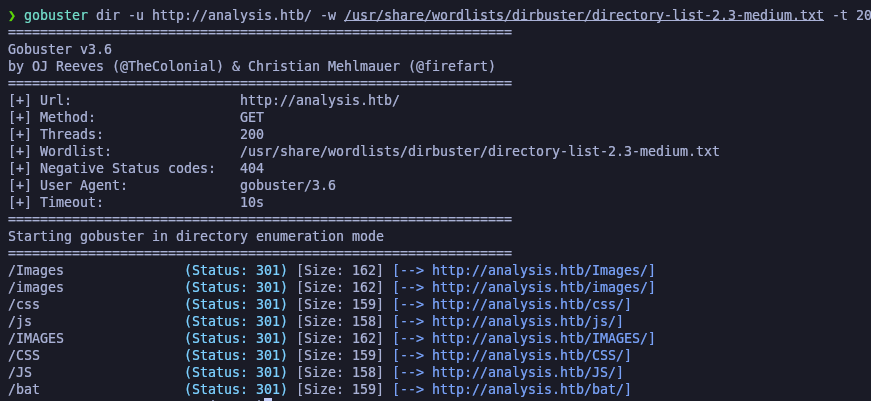 ❯ gobuster dir -u http://analysis.htb/ -w /usr/share/wordlists/dirbuster/directory-list-2.3-medium.txt -t 20
===============================================================
Gobuster v3.6
by OJ Reeves (@TheColonial) & Christian Mehlmauer (@firefart)
===============================================================
[+] Url:                     http://analysis.htb/
[+] Method:                  GET
[+] Threads:                 200
[+] Wordlist:                /usr/share/wordlists/dirbuster/directory-list-2.3-medium.txt
[+] Negative Status codes:   404
[+] User Agent:              gobuster/3.6
[+] Timeout:                 10s
===============================================================
Starting gobuster in directory enumeration mode
===============================================================
/Images               (Status: 301) [Size: 162] [--> http://analysis.htb/Images/]
/images               (Status: 301) [Size: 162] [--> http://analysis.htb/images/]
/css                  (Status: 301) [Size: 159] [--> http://analysis.htb/css/]
/js                   (Status: 301) [Size: 158] [--> http://analysis.htb/js/]
/IMAGES               (Status: 301) [Size: 162] [--> http://analysis.htb/IMAGES/]
/CSS                  (Status: 301) [Size: 159] [--> http://analysis.htb/CSS/]
/JS                   (Status: 301) [Size: 158] [--> http://analysis.htb/JS/]
/bat                  (Status: 301) [Size: 159] [--> http://analysis.htb/bat/]